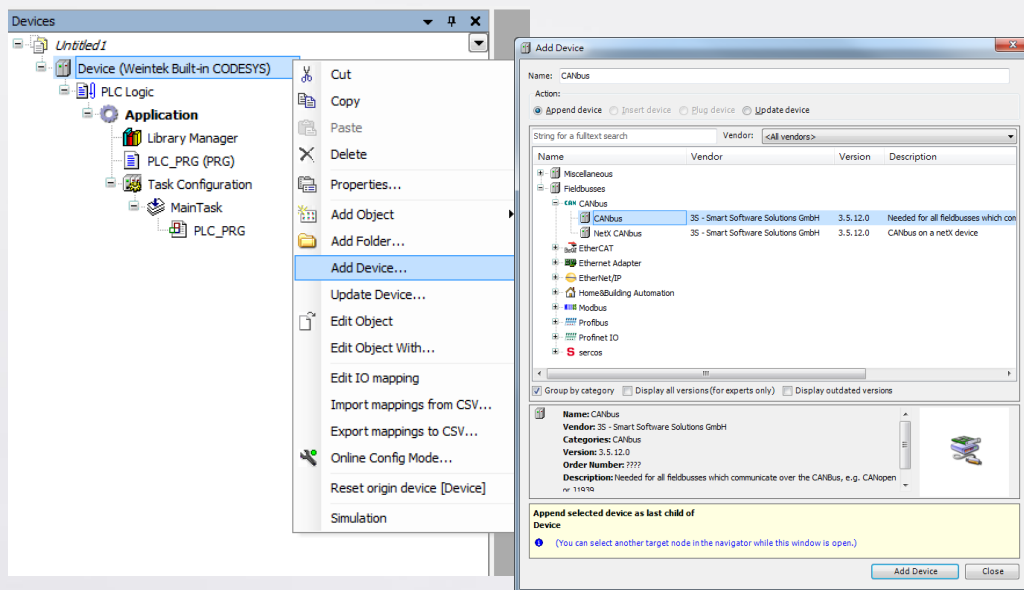 Devices
Untitled1
Device (Weintek Built-in CODESYS)
PLC Logic
Application
Library Manager
PLC_PRG (PRG)
Task Configuration
MainTask
PLC_PRG
Cut
Copy
Paste
Delete
Properties...
Add Object
Add Folder...
Add Device...
Update Device...
Edit Object
Edit Object With...
Edit IO mapping
Import mappings from CSV...
Export mappings to CSV...
Online Config Mode...
Reset origin device [Device]
Simulation
Add Device
Name: CANbus
Action:
Append device Insert device Plug device Update device
String for a fulltext search Vendor: <All vendors>
Name Vendor Version Description
Miscellaneous
Fieldbusses
CAN CANbus
CANbus 3S - Smart Software Solutions GmbH 3.5.12.0 Needed for all fieldbusses which com
NetX CANbus 3S - Smart Software Solutions GmbH 3.5.12.0 CANbus on a netX device
EtherCAT
Ethernet Adapter
EtherNet/IP
Home&Building Automation
Modbus
Profibus
Profinet IO
S sercos
Group by category Display all versions(for experts only) Display outdated versions
Name: CANbus
Vendor: 3S - Smart Software Solutions GmbH
Categories: CANbus
Version: 3.5.12.0
Order Number: ????
Description: Needed for all fieldbusses which communicate over the CANBus, e.g. CANopen
or J1939
Append selected device as last child of
Device
(You can select another target node in the navigator while this window is open.)
Add Device Close